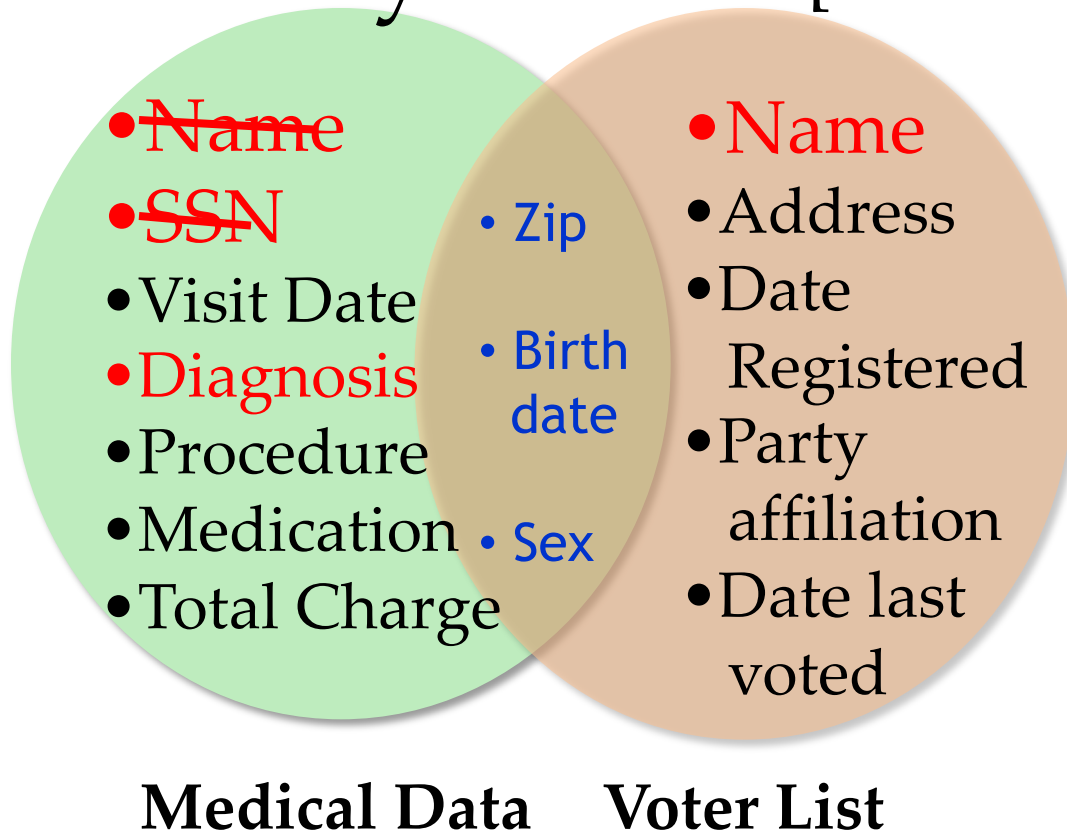 •Name
•SSN
•Visit Date
•Diagnosis
•Procedure
•Medication
•Total Charge
• Zip
• Birth
date
• Sex
•Name
•Address
•Date
Registered
•Party
affiliation
•Date last
voted
Medical Data
Voter List